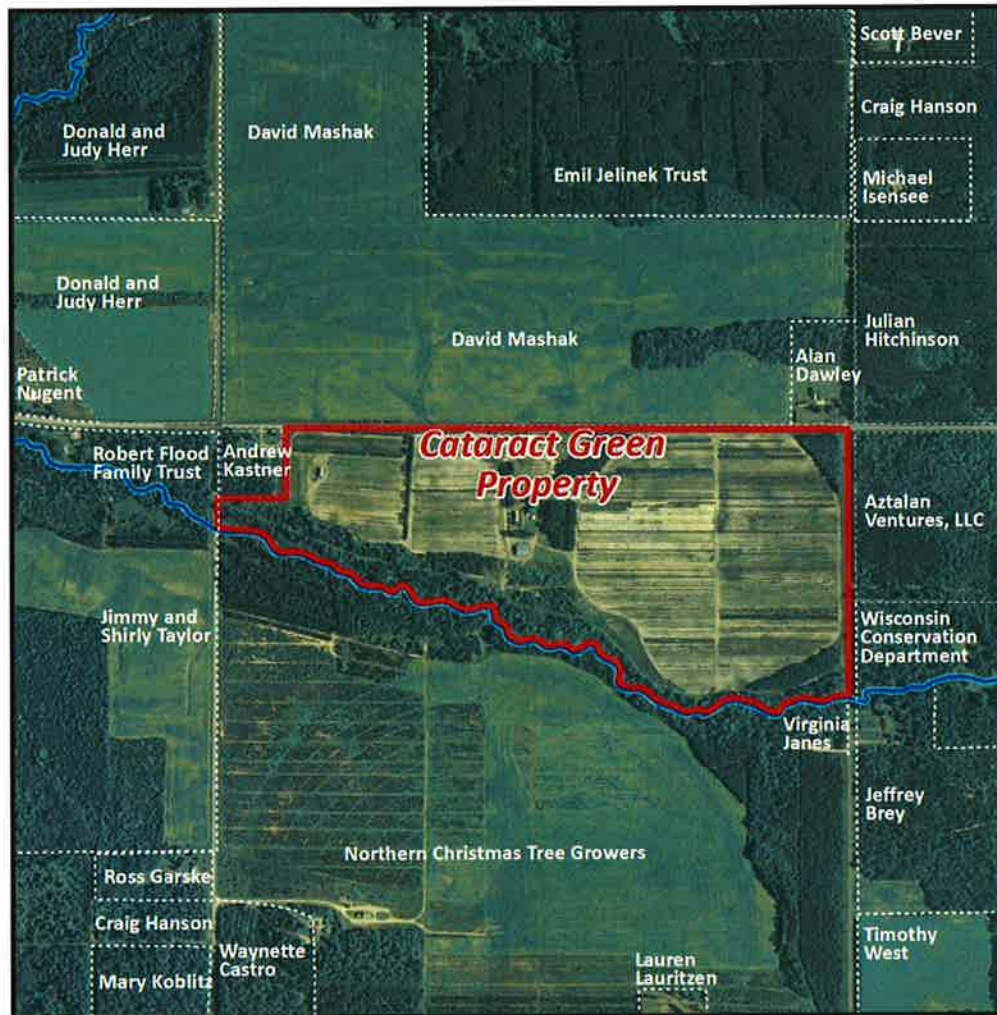 Scott Bever
Craig Hanson
Donald and
Judy Herr
David Mashak
Emil Jelinek Trust
Michael
Isensee
Donald and
Judy Herr
David Mashak
Julian
Hitchinson
Alan
Dawley
Patrick
Nugent
Robert Flood
Family Trust
Andrew
Kastner
Cataract Green
Property
Aztalan
Ventures, LLC
Jimmy and
Shirly Taylor
Wisconsin
Conservation
Department
Virginia
Janes
Jeffrey
Brey
Northern Christmas Tree Growers
Ross Garske
Craig Hanson
Waynette
Castro
Mary Koblitz
Lauren
Lauritzen
Timothy
West